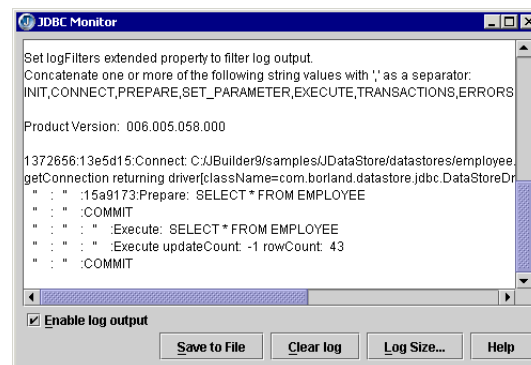 JDBC Monitor
Set logFilters extended property to filter log output.
Concatenate one or more of the following string values with ',' as a separator:
INIT,CONNECT,PREPARE,SET_PARAMETER,EXECUTE,TRANSACTIONS,ERRORS
Product Version: 006.005.058.000
1372656:13e5d15:Connect: C:/JBuilder9/samples/JDataStore/datastores/employee.
getConnection returning driver[className=com.borland.datastore.jdbc.DataStoreDr
" : " :15a9173:Prepare: SELECT * FROM EMPLOYEE
" : " :COMMIT
" : " : " :Execute: SELECT * FROM EMPLOYEE
" : " : " :Execute updateCount: -1 rowCount: 43
" : " :COMMIT
Enable log output
Save to File Clear log Log Size... Help